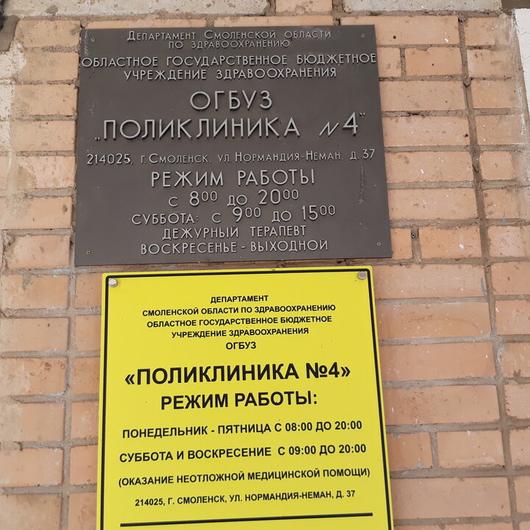 Департамент Смоленской области
по здравоохранению
областное государственное бюджетное
учреждение здравоохранения
ОГБУЗ
„ПОЛИКЛИНИКА №4"
214025 г. Смоленск, ул Нормандия-Неман, д. 37
РЕЖИМ РАБОТЫ
с 8⁰⁰ до 20⁰⁰
суббота: с 9⁰⁰ до 15⁰⁰
дежурный терапевт
воскресенье - выходной
ДЕПАРТАМЕНТ
СМОЛЕНСКОЙ ОБЛАСТИ ПО ЗДРАВООХРАНЕНИЮ
ОБЛАСТНОЕ ГОСУДАРСТВЕННОЕ БЮДЖЕТНОЕ
УЧРЕЖДЕНИЕ ЗДРАВООХРАНЕНИЯ
ОГБУЗ
«ПОЛИКЛИНИКА №4»
РЕЖИМ РАБОТЫ:
ПОНЕДЕЛЬНИК - ПЯТНИЦА С 08:00 ДО 20:00
СУББОТА И ВОСКРЕСЕНИЕ С 09:00 ДО 20:00
(ОКАЗАНИЕ НЕОТЛОЖНОЙ МЕДИЦИНСКОЙ ПОМОЩИ)
214025, Г. СМОЛЕНСК, УЛ. НОРМАНДИЯ-НЕМАН, Д. 37